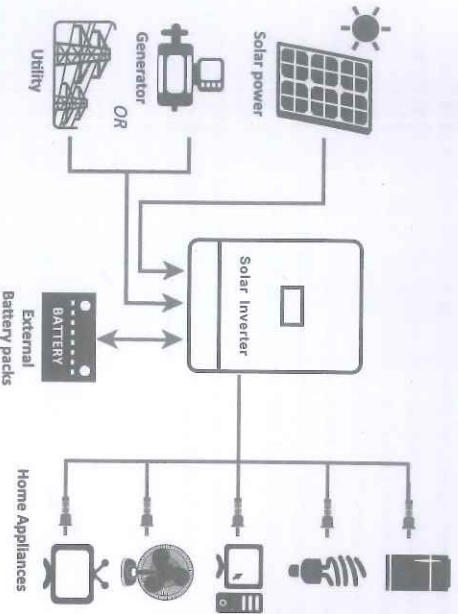 Solar power
Generator
OR
Utility
Solar Inverter
BATTERY
External
Battery packs
Home Appliances